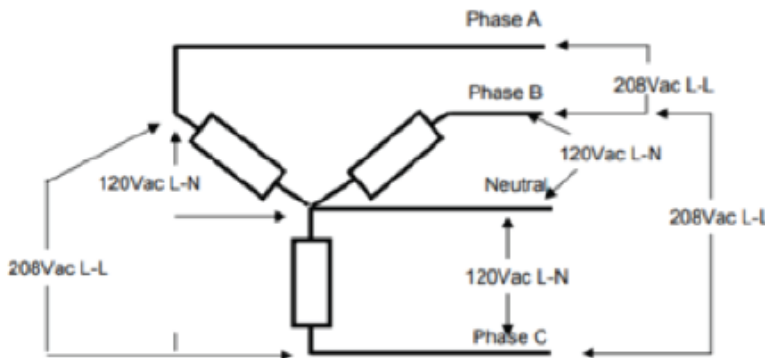 Phase A
208Vac L-L
Phase B
120Vac L-N
120Vac L-N
Neutral
208Vac L-L
208Vac L-L
120Vac L-N
Phase C